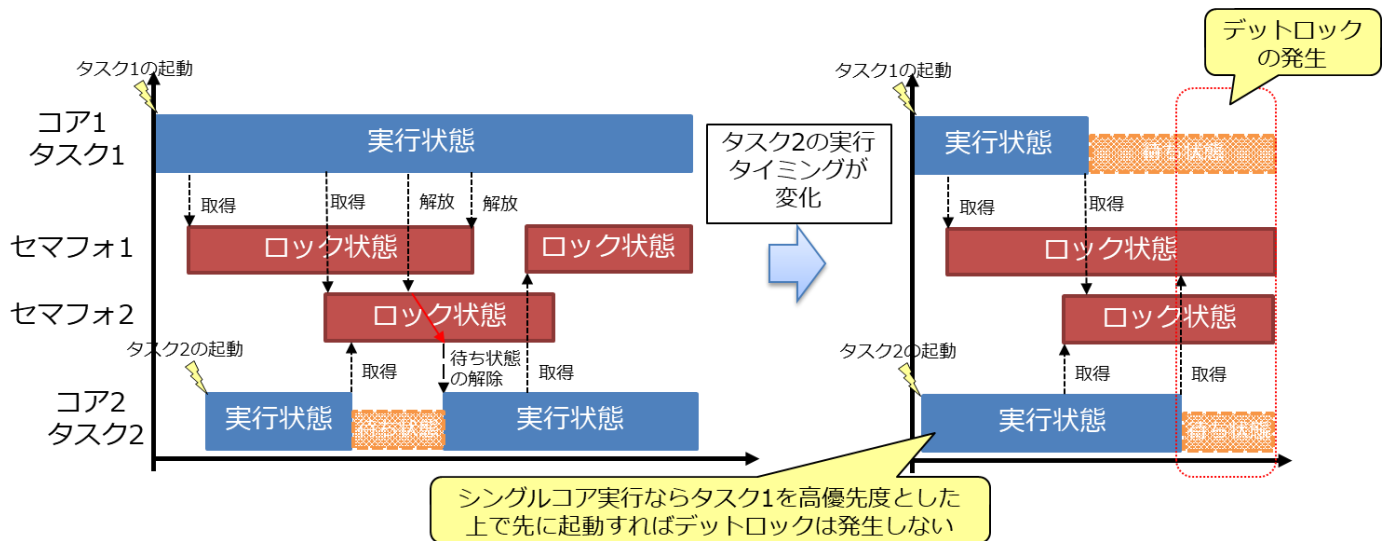 デットロック
の発生
タスク1の起動
タスク1の起動
コア1
タスク1
実行状態
タスク2の実行
タイミングが
変化
実行状態
待ち状態
取得
取得
解放
解放
取得
取得
セマフォ1
ロック状態
ロック状態
ロック状態
セマフォ2
ロック状態
ロック状態
タスク2の起動
取得
待ち状態
の解除
取得
タスク2の起動
取得
取得
コア2
タスク2
実行状態
待ち状態
実行状態
実行状態
待ち状態
シングルコア実行ならタスク1を高優先度とした
上で先に起動すればデットロックは発生しない